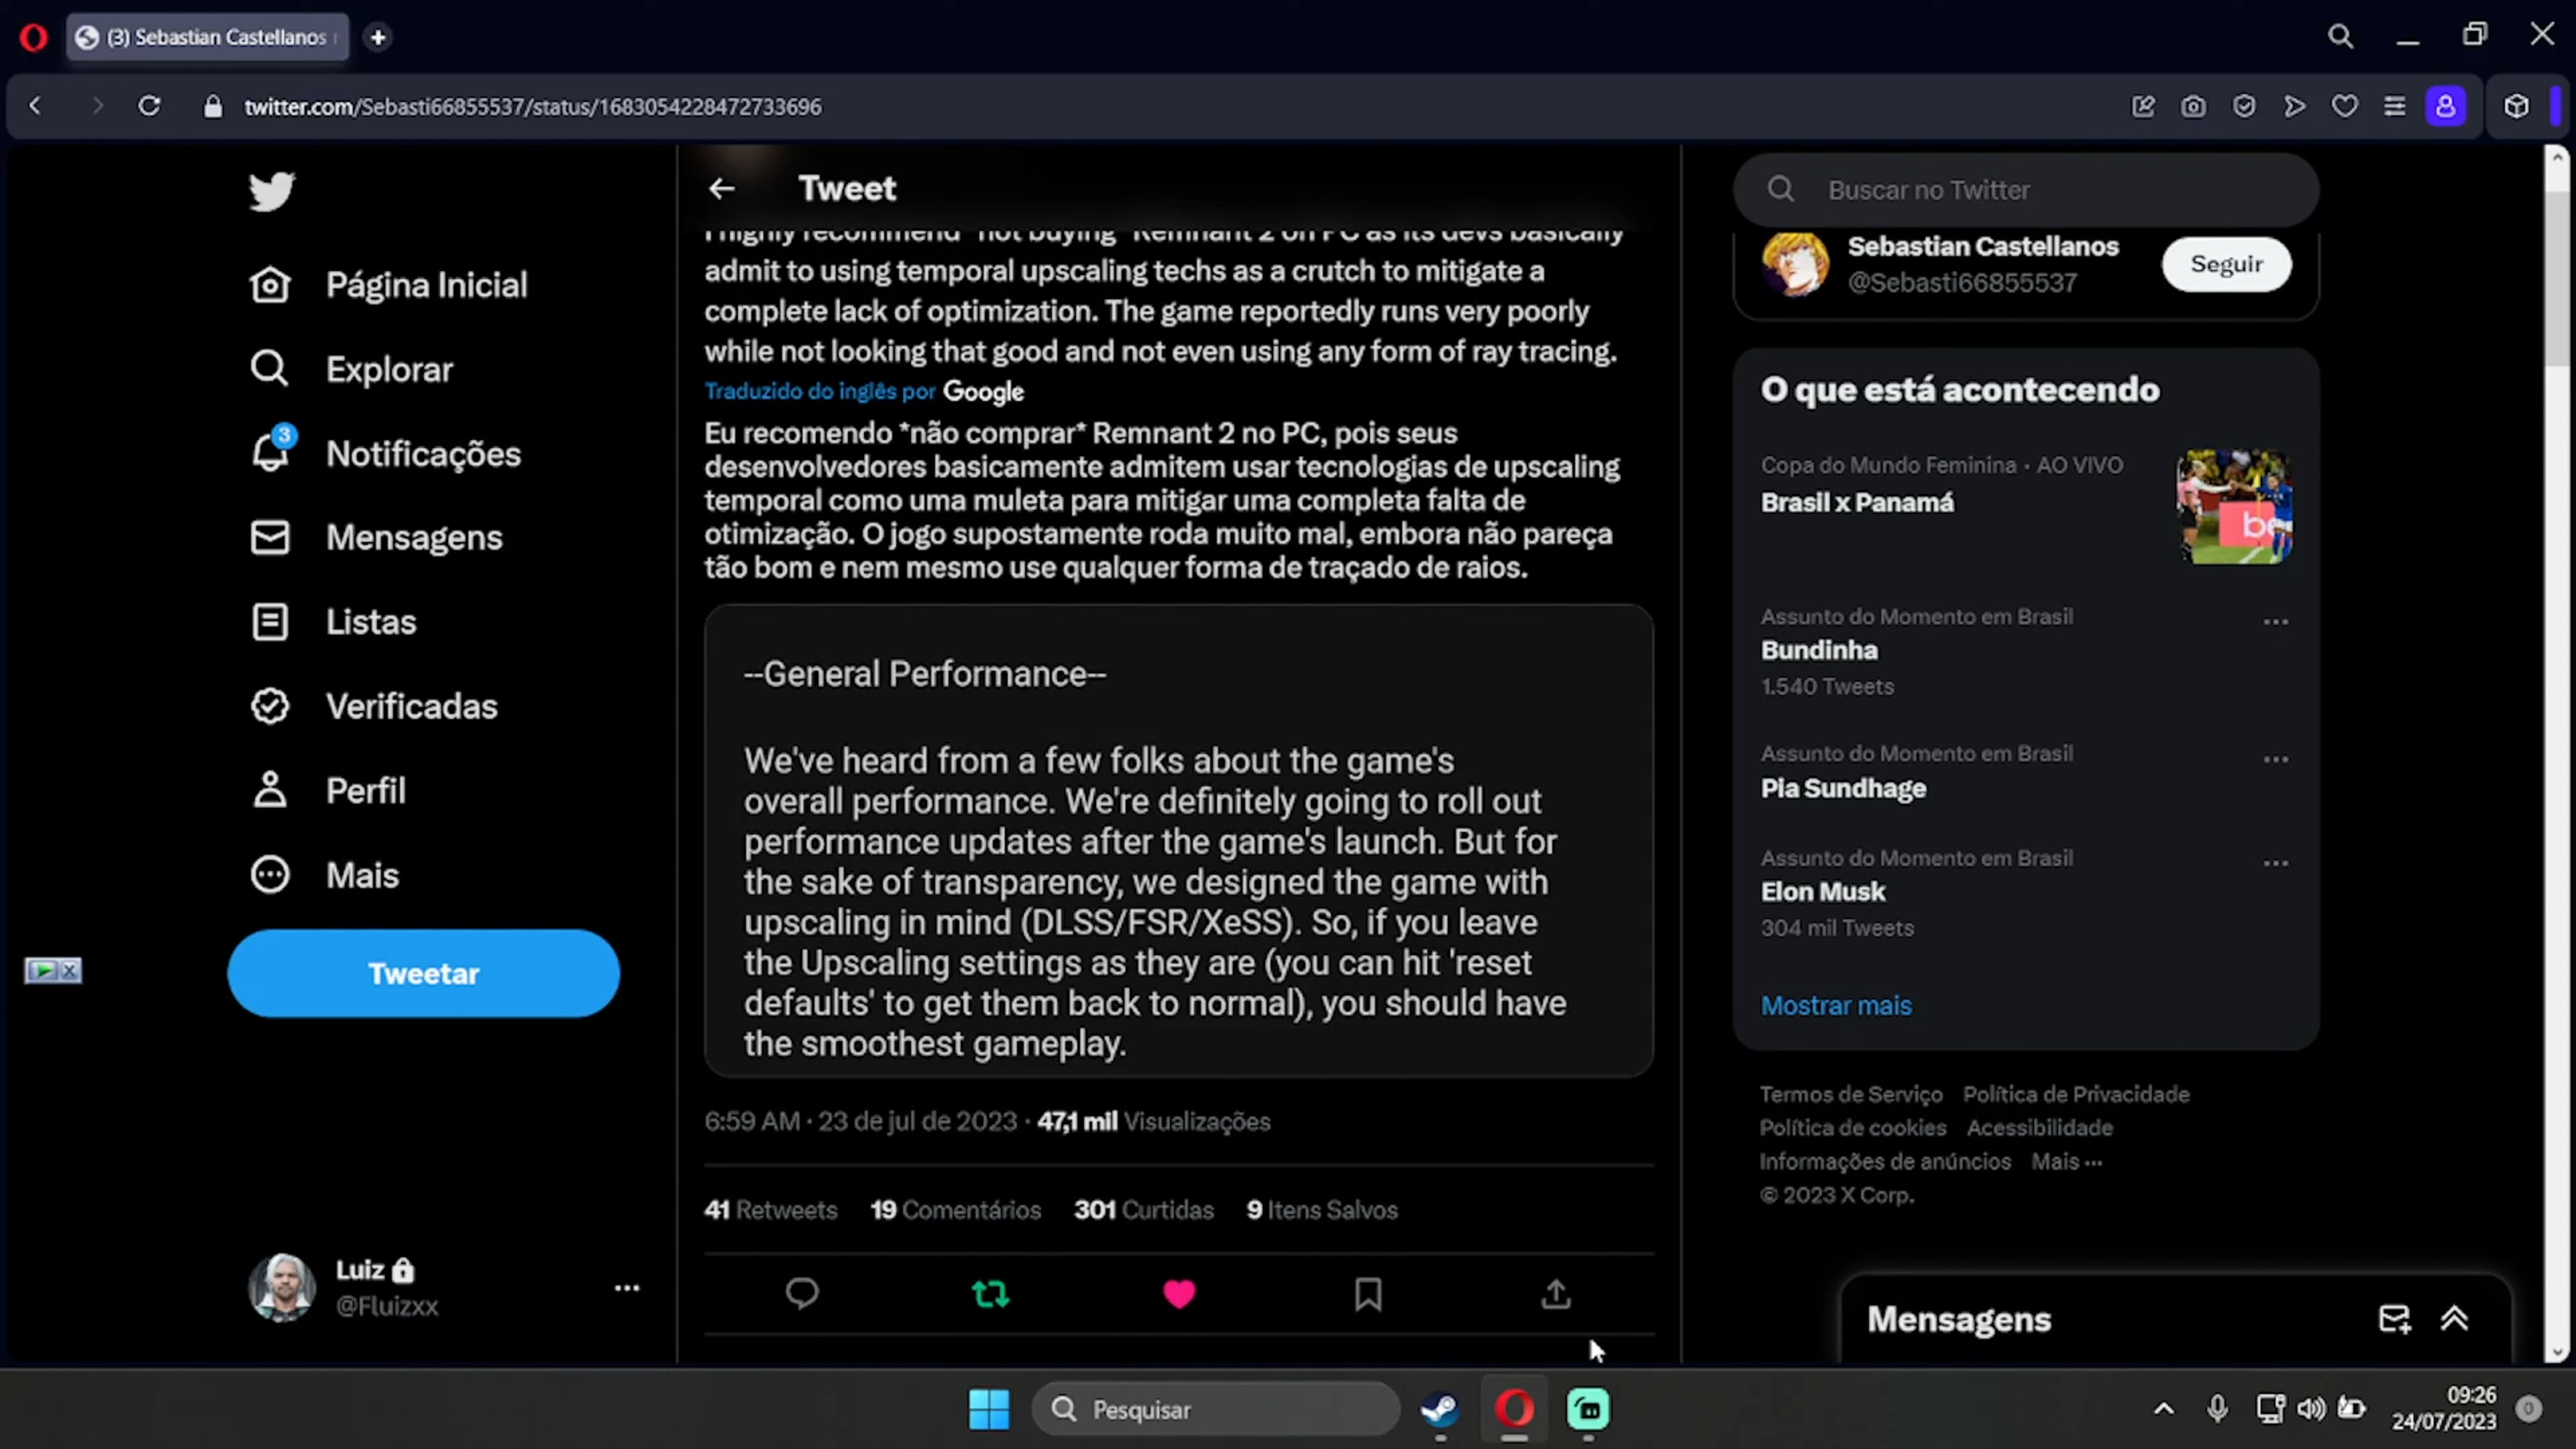 (3) Sebastian Castellanos
twitter.com/Sebasti66855537/status/1683054228472733696
Página Inicial
Explorar
3
Notificações
Mensagens
Listas
Verificadas
Perfil
Mais
Tweetar
Luiz
@Fluizxx
Tweet
I highly recommend *not buying* Remnant 2 on PC as its devs basically
admit to using temporal upscaling techs as a crutch to mitigate a
complete lack of optimization. The game reportedly runs very poorly
while not looking that good and not even using any form of ray tracing.
Traduzido do inglês por Google
Eu recomendo *não comprar* Remnant 2 no PC, pois seus
desenvolvedores basicamente admitem usar tecnologias de upscaling
temporal como uma muleta para mitigar uma completa falta de
otimização. O jogo supostamente roda muito mal, embora não pareça
tão bom e nem mesmo use qualquer forma de traçado de raios.
--General Performance--
We've heard from a few folks about the game's
overall performance. We're definitely going to roll out
performance updates after the game's launch. But for
the sake of transparency, we designed the game with
upscaling in mind (DLSS/FSR/XeSS). So, if you leave
the Upscaling settings as they are (you can hit 'reset
defaults' to get them back to normal), you should have
the smoothest gameplay.
6:59 AM · 23 de jul de 2023 · 47,1 mil Visualizações
41 Retweets 19 Comentários 301 Curtidas 9 Itens Salvos
Buscar no Twitter
Sebastian Castellanos
@Sebasti66855537
Seguir
O que está acontecendo
Copa do Mundo Feminina · AO VIVO
Brasil x Panamá
Assunto do Momento em Brasil
Bundinha
1.540 Tweets
Assunto do Momento em Brasil
Pia Sundhage
Assunto do Momento em Brasil
Elon Musk
304 mil Tweets
Mostrar mais
Termos de Serviço Política de Privacidade
Política de cookies Acessibilidade
Informações de anúncios Mais ···
© 2023 X Corp.
Mensagens
Pesquisar
09:26
24/07/2023